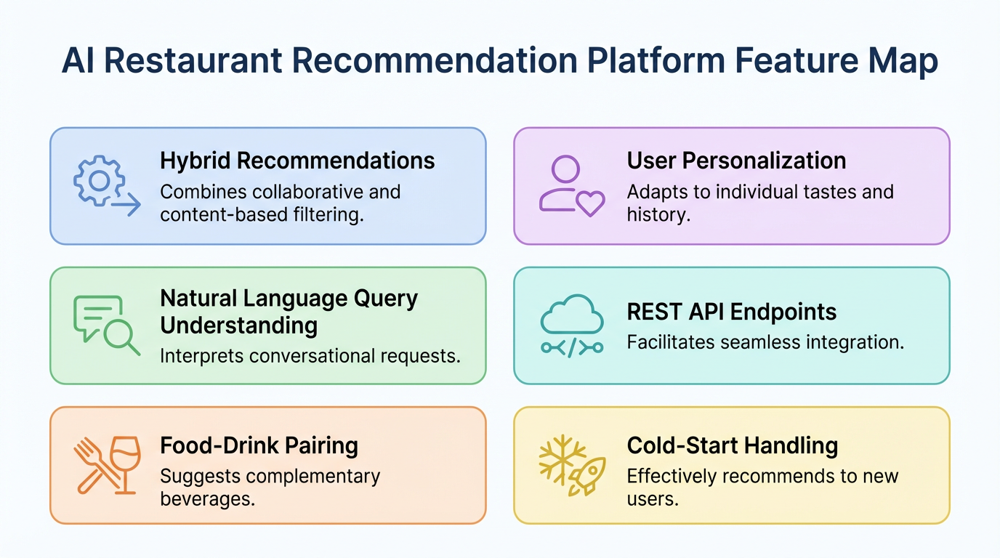 AI Restaurant Recommendation Platform Feature Map
Hybrid Recommendations
Combines collaborative and
content-based filtering.
User Personalization
Adapts to individual tastes and
history.
Natural Language Query
Understanding
Interprets conversational requests.
REST API Endpoints
Facilitates seamless integration.
Food-Drink Pairing
Suggests complementary
beverages.
Cold-Start Handling
Effectively recommends to new
users.